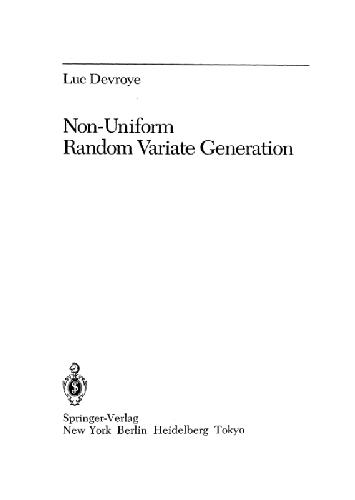 Luc Devroye
Non-Uniform
Random Variate Generation
Springer-Verlag
New York Berlin Heidelberg Tokyo